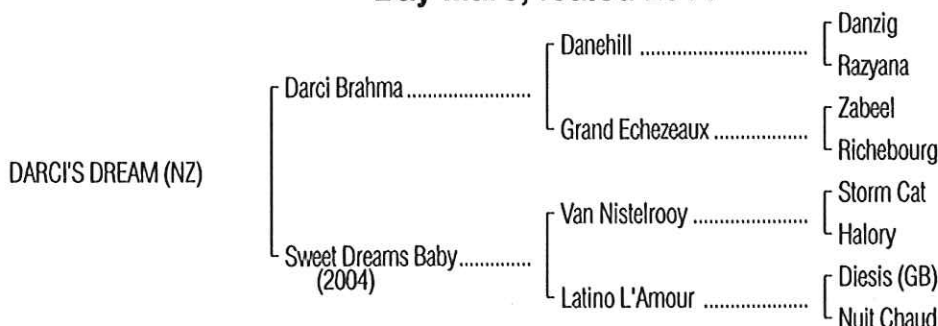 Danzig
Danehill ..............................
Razyana
Darci Brahma ......................
Zabeel
Grand Echezeaux .................
Richebourg
DARCI'S DREAM (NZ)
Storm Cat
Van Nistelrooy ....................
Halory
Sweet Dreams Baby.............
(2004)
Diesis (GB)
Latino L'Amour ..................
Nuit Chaud